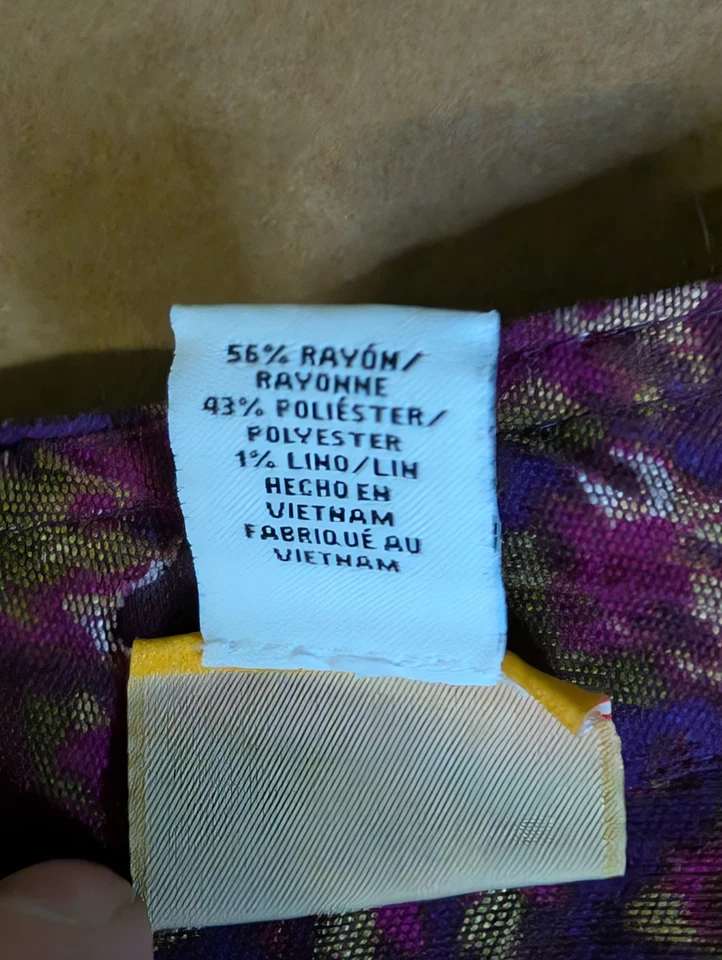 56% RAYÓN/
RAYONNE
43% POLIÉSTER/
POLYESTER
1% LINO/LIN
HECHO EN
VIETNAM
FABRIQUÉ AU
VIETNAM